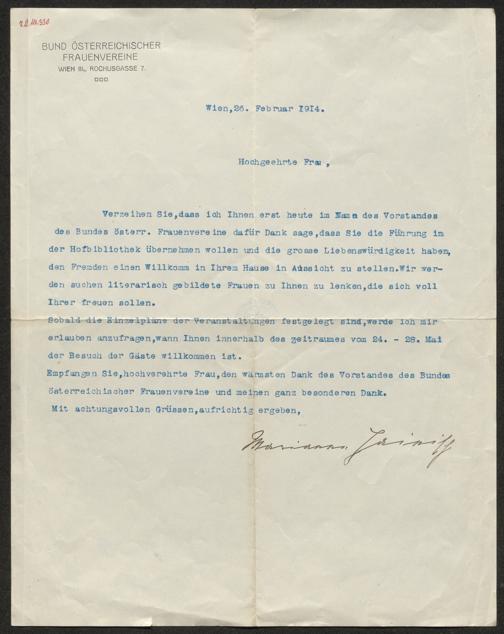 BUND ÖSTERREICHISCHER
FRAUENVEREINE
WIEN III., ROCHUSGASSE 7.
Wien,26. Februar 1914.
Hochgeehrte Frau,
Verzeihen Sie,dass ich Ihnen erst heute im Namen des Vorstandes
des Bundes österr. Frauenvereine dafür Dank sage,dass Sie die Führung in
der Hofbibliothek übernehmen wollen und die grosse Liebenswürdigkeit haben,
den Fremden einen Willkomm in Ihrem Hause in Aussicht zu stellen.Wir wer-
den suchen literarisch gebildete Frauen zu Ihnen zu lenken,die sich voll
Ihrer freuen sollen.
Sobald die Einzelpläne der Veranstaltungen festgelegt sind,werde ich mir
erlauben anzufragen,wann Ihnen innerhalb des zeitraumes vom 24. - 28. Mai
der Besuch der Gäste willkommen ist.
Empfangen Sie,hochverehrte Frau,den wärmsten Dank des Vorstandes des Bundes
österreichischer Frauenvereine und meinen ganz besonderen Dank.
Mit achtungsvollen Grüssen,aufrichtig ergeben,
Marianne Hainisch